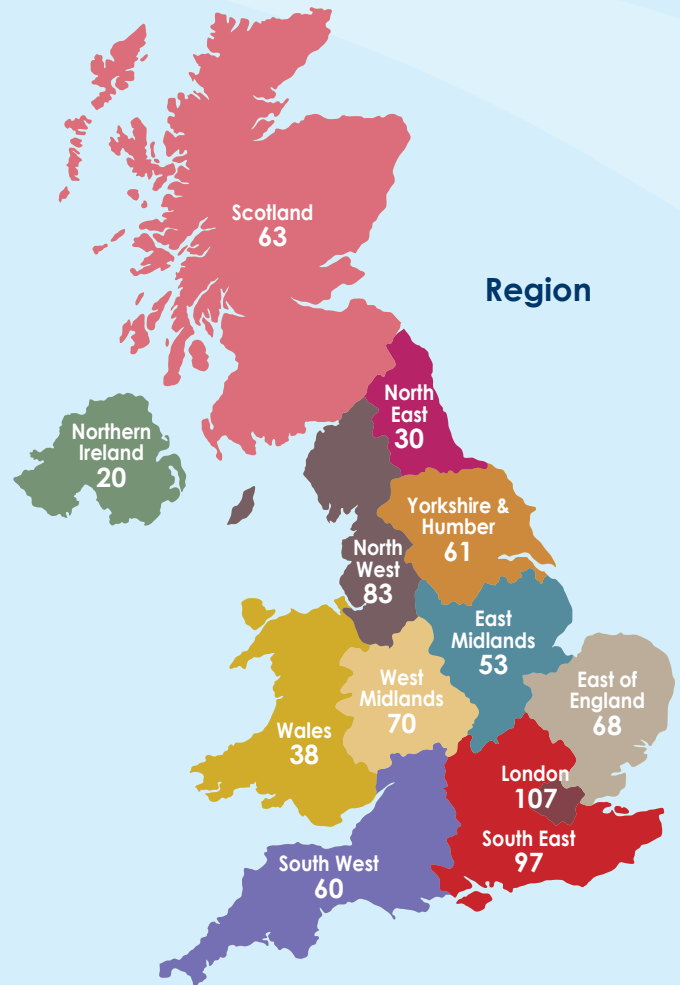 Scotland
63
Region
North
East
30
Northern
Ireland
20
Yorkshire &
Humber
61
North
West
83
East
Midlands
53
West
Midlands
70
East of
England
68
Wales
38
London
107
South East
97
South West
60